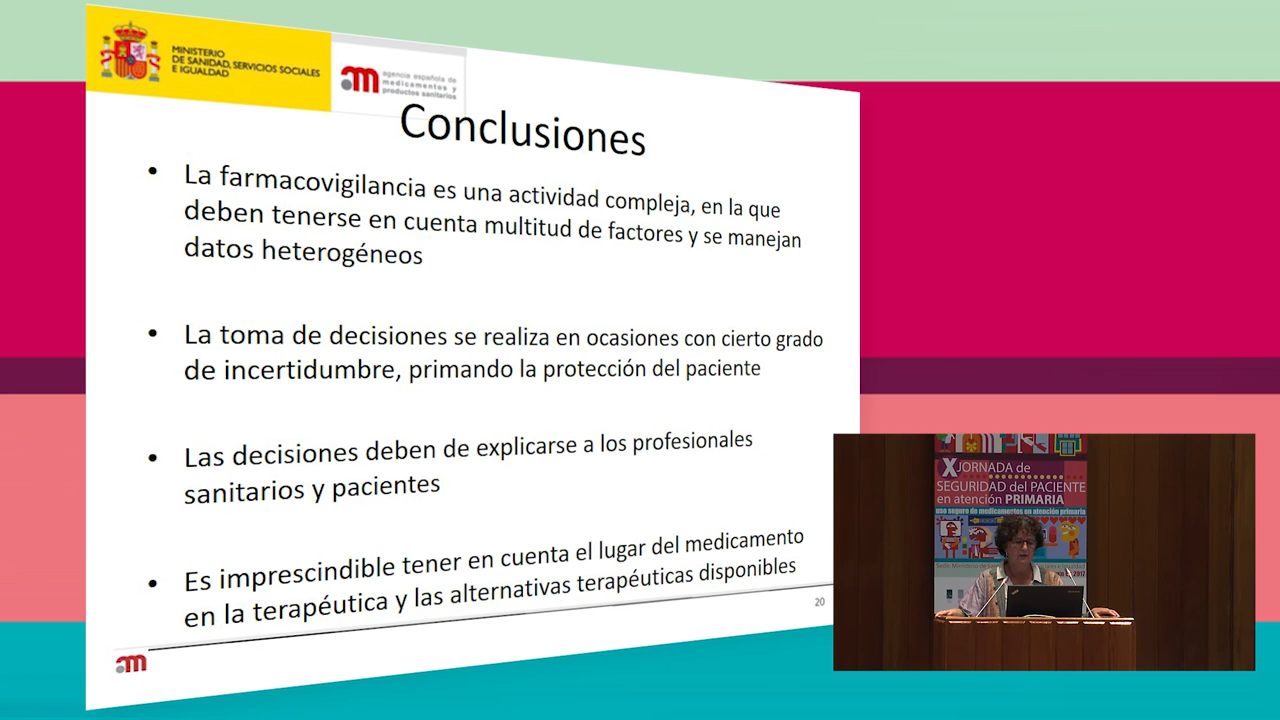 MINISTERIO
DE SANIDAD, SERVICIOS SOCIALES
E IGUALDAD
agencia española de
medicamentos y
productos sanitarios
Conclusiones
• La farmacovigilancia es una actividad compleja, en la que
deben tenerse en cuenta multitud de factores y se manejan
datos heterogéneos
• La toma de decisiones se realiza en ocasiones con cierto grado
de incertidumbre, primando la protección del paciente
• Las decisiones deben de explicarse a los profesionales
sanitarios y pacientes
• Es imprescindible tener en cuenta el lugar del medicamento
en la terapéutica y las alternativas terapéuticas disponibles
20
X JORNADA de
SEGURIDAD del PACIENTE
en atención PRIMARIA
uso seguro de medicamentos en atención primaria
2017